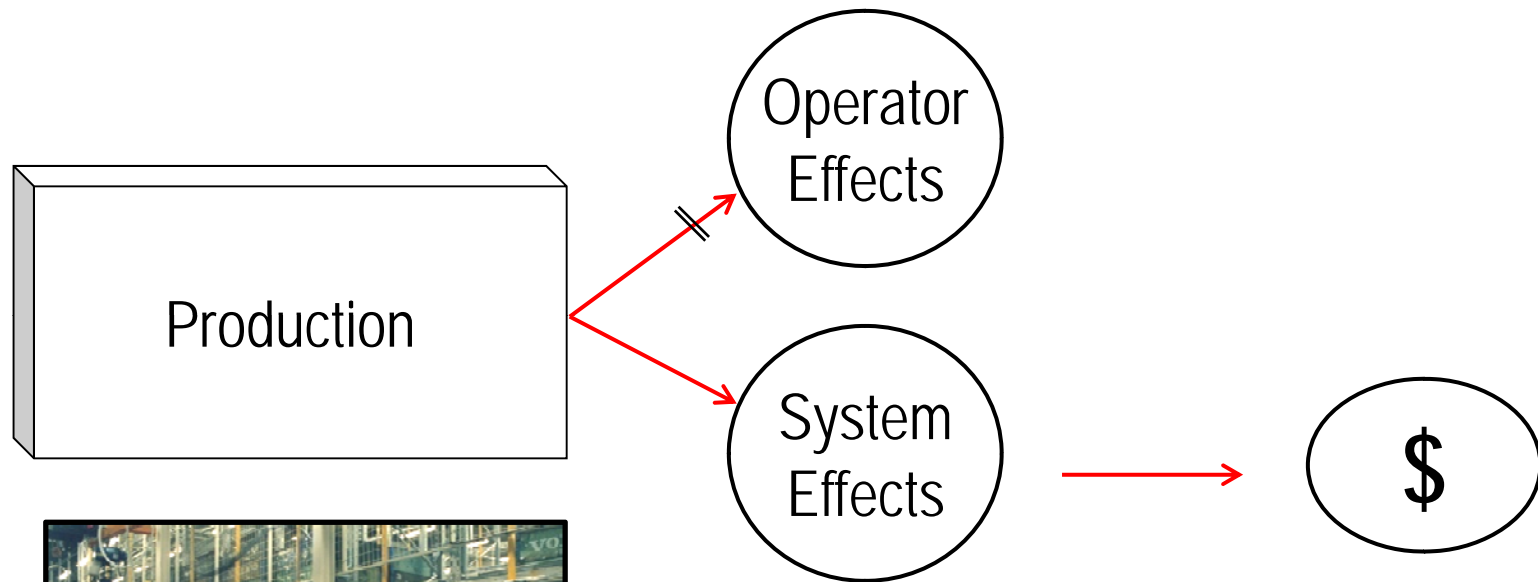 Production
Operator
Effects
System
Effects
$